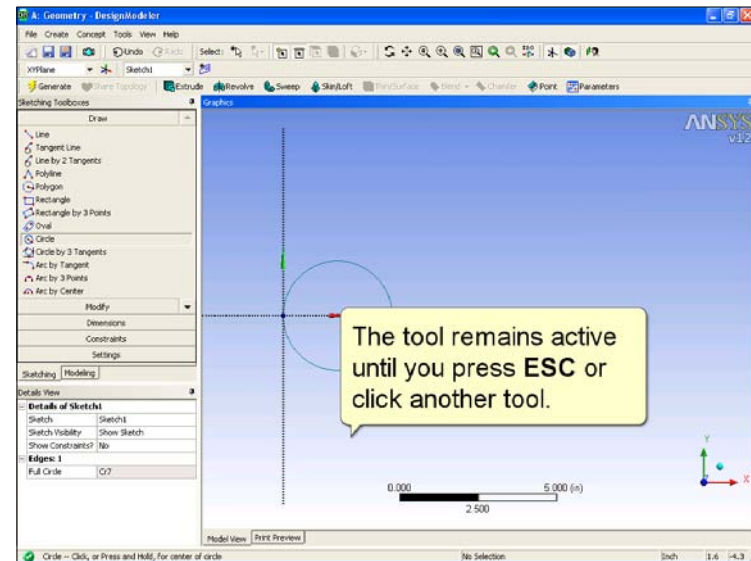 A: Geometry - DesignModeler
File Create Concept Tools View Help
Undo Redo Select:
XYPlane Sketch1
Generate Share Topology Extrude Revolve Sweep Skin/Loft Thin/Surface Blend Chamfer Point Parameters
Sketching Toolboxes
Graphics
Draw
Line
Tangent Line
Line by 2 Tangents
Polyline
Polygon
Rectangle
Rectangle by 3 Points
Oval
Circle
Circle by 3 Tangents
Arc by Tangent
Arc by 3 Points
Arc by Center
Modify
Dimensions
Constraints
Settings
Sketching Modeling
Details View
Details of Sketch1
Sketch Sketch1
Sketch Visibility Show Sketch
Show Constraints? No
Edges: 1
Full Circle Cr7
ANSYS
v12
The tool remains active
until you press ESC or
click another tool.
Y
X
0.000 5.000 (in)
2.500
Model View Print Preview
Circle -- Click, or Press and Hold, for center of circle No Selection Inch 1.6 -4.3